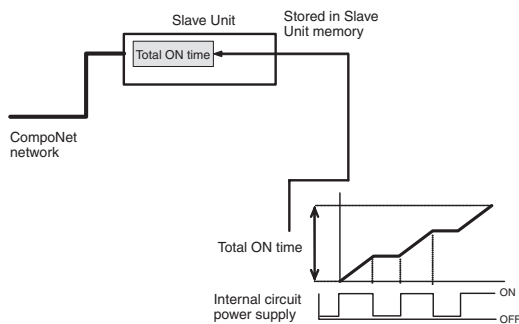 Slave Unit
Stored in Slave
Unit memory
Total ON time
CompoNet
network
Total ON time
Internal circuit
power supply
ON
OFF